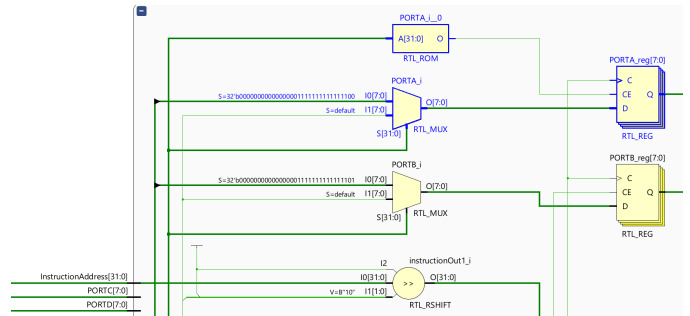 PORTA_i__0
A[31:0] O
RTL_ROM
PORTA_reg[7:0]
C
CE Q
D
RTL_REG
PORTA_i
S=32'b00000000000000001111111111111100 I0[7:0]
S=default I1[7:0]
O[7:0]
S[31:0]
RTL_MUX
PORTB_i
S=32'b00000000000000001111111111111101 I0[7:0]
S=default I1[7:0]
O[7:0]
S[31:0]
RTL_MUX
PORTB_reg[7:0]
C
CE Q
D
RTL_REG
instructionOut1_i
I2
InstructionAddress[31:0]
I0[31:0]
O[31:0]
>>
PORTC[7:0]
V=B"10" I1[1:0]
PORTD[7:0]
RTL_RSHIFT